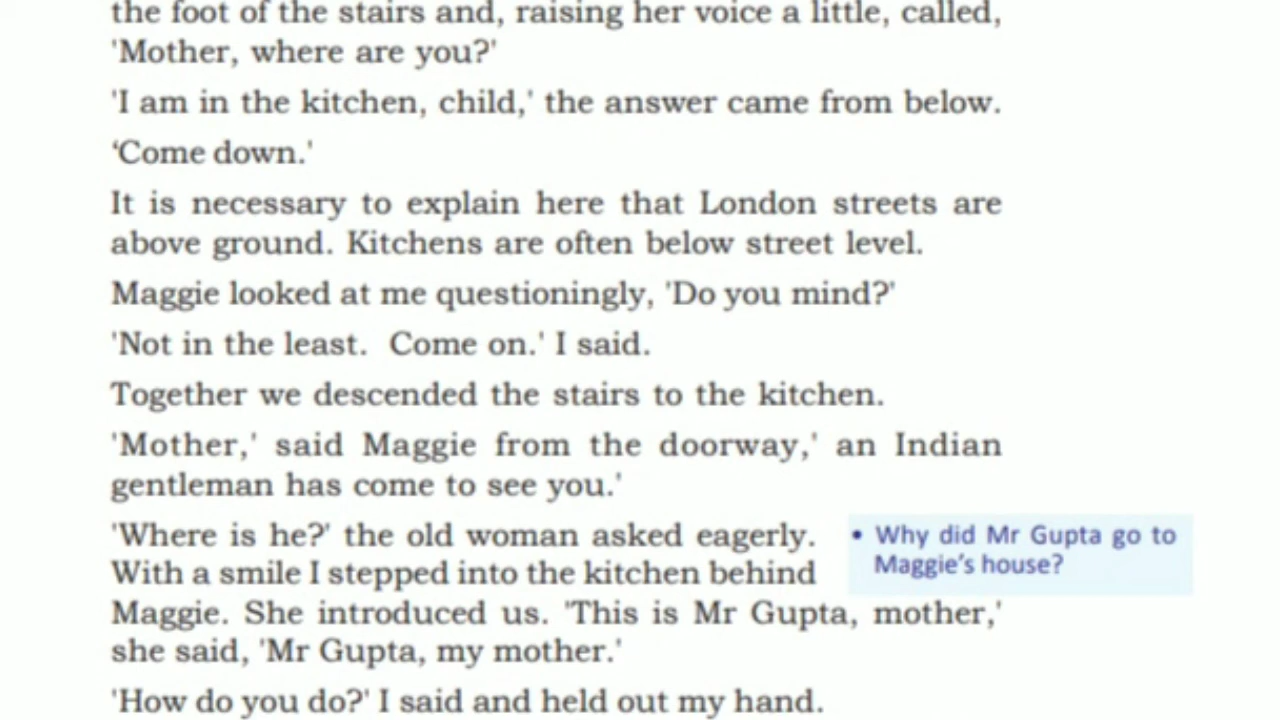 the foot of the stairs and, raising her voice a little, called,
'Mother, where are you?'
'I am in the kitchen, child,' the answer came from below.
‘Come down.'
It is necessary to explain here that London streets are
above ground. Kitchens are often below street level.
Maggie looked at me questioningly, 'Do you mind?'
'Not in the least. Come on.' I said.
Together we descended the stairs to the kitchen.
'Mother,' said Maggie from the doorway,' an Indian
gentleman has come to see you.'
'Where is he?' the old woman asked eagerly.
With a smile I stepped into the kitchen behind
Maggie. She introduced us. 'This is Mr Gupta, mother,'
she said, 'Mr Gupta, my mother.'
'How do you do?' I said and held out my hand.
• Why did Mr Gupta go to
Maggie's house?